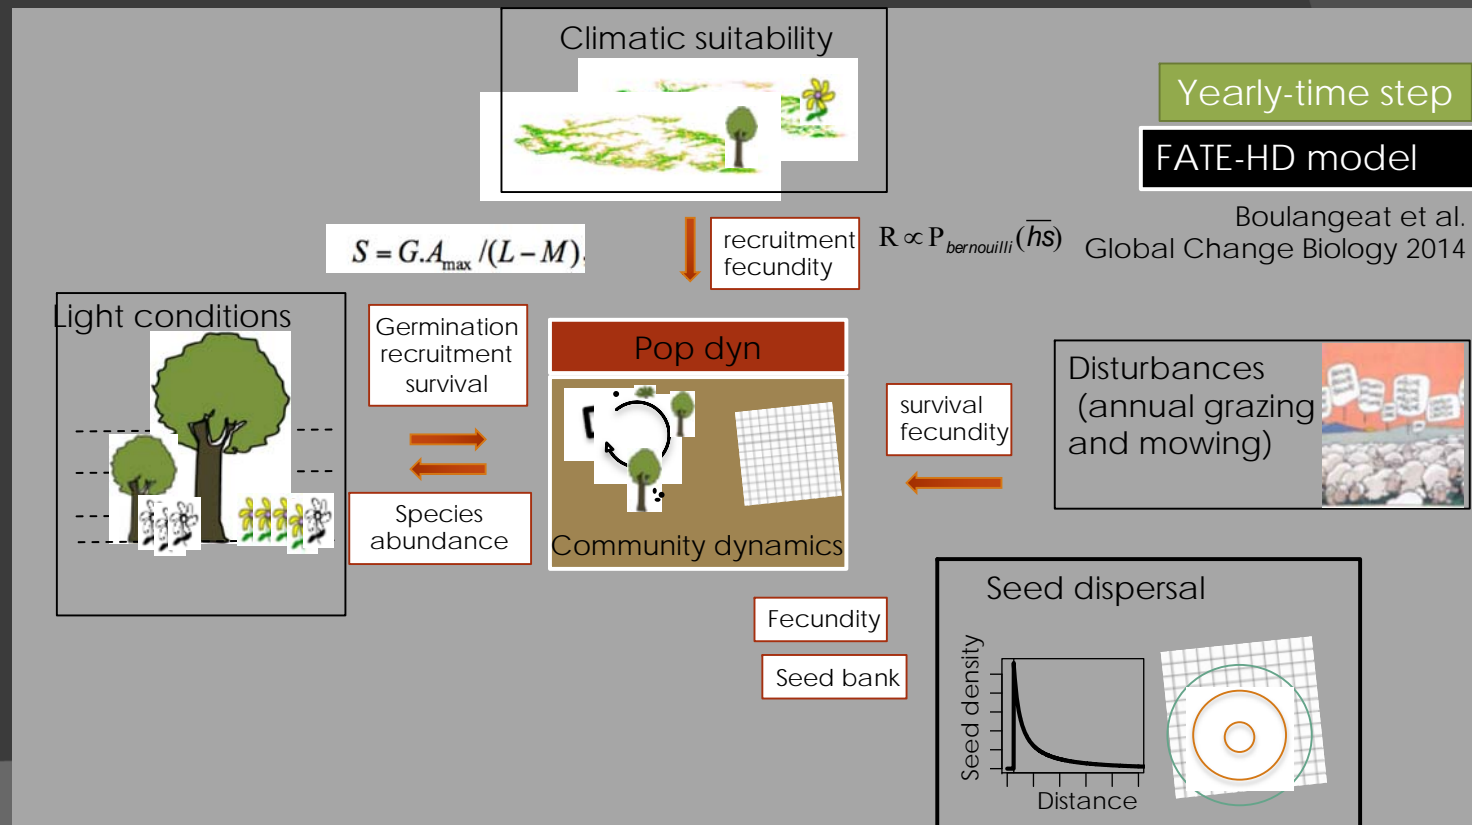 Climatic suitability
Yearly-time step
FATE-HD model
Boulangeat et al.
Global Change Biology 2014
S = G.A_max /(L – M).
recruitment
fecundity
R ∝ P_bernouilli(h̅s̅)
Light conditions
Germination
recruitment
survival
Pop dyn
Disturbances
(annual grazing
and mowing)
survival
fecundity
Species
abundance
Community dynamics
Fecundity
Seed bank
Seed dispersal
Seed density
Distance